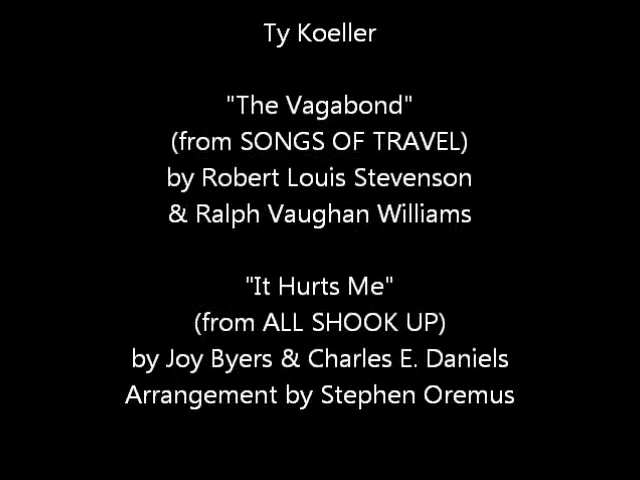 Ty Koeller
"The Vagabond"
(from SONGS OF TRAVEL)
by Robert Louis Stevenson
& Ralph Vaughan Williams
"It Hurts Me"
(from ALL SHOOK UP)
by Joy Byers & Charles E. Daniels
Arrangement by Stephen Oremus